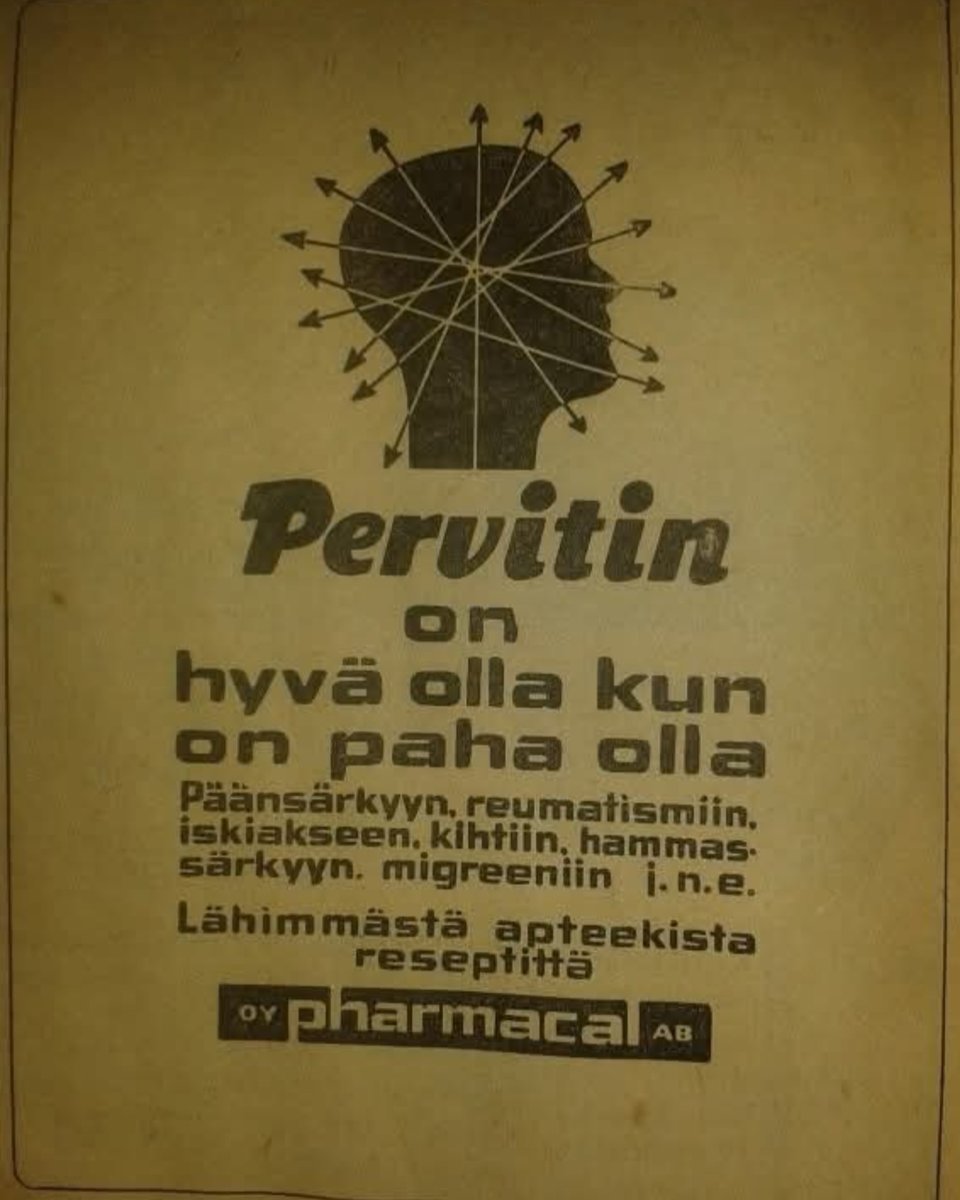 Pervitin
on
hyvä olla kun
on paha olla
Päänsärkyyn, reumatismiin,
iskiakseen, kihtiin, hammas-
särkyyn. migreeniin j.n.e.
Lähimmästä apteekista
reseptittä
OY pharmacal AB